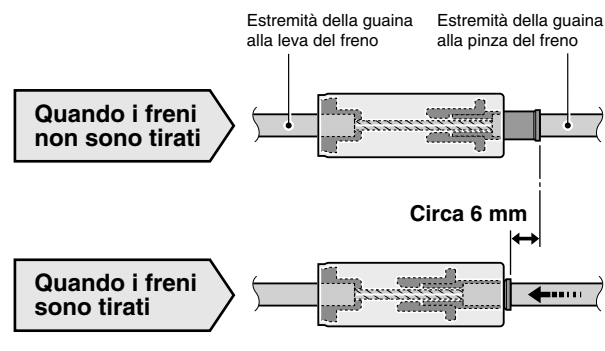 Estremità della guaina
alla leva del freno
Estremità della guaina
alla pinza del freno
Quando i freni
non sono tirati
Circa 6 mm
Quando i freni
sono tirati